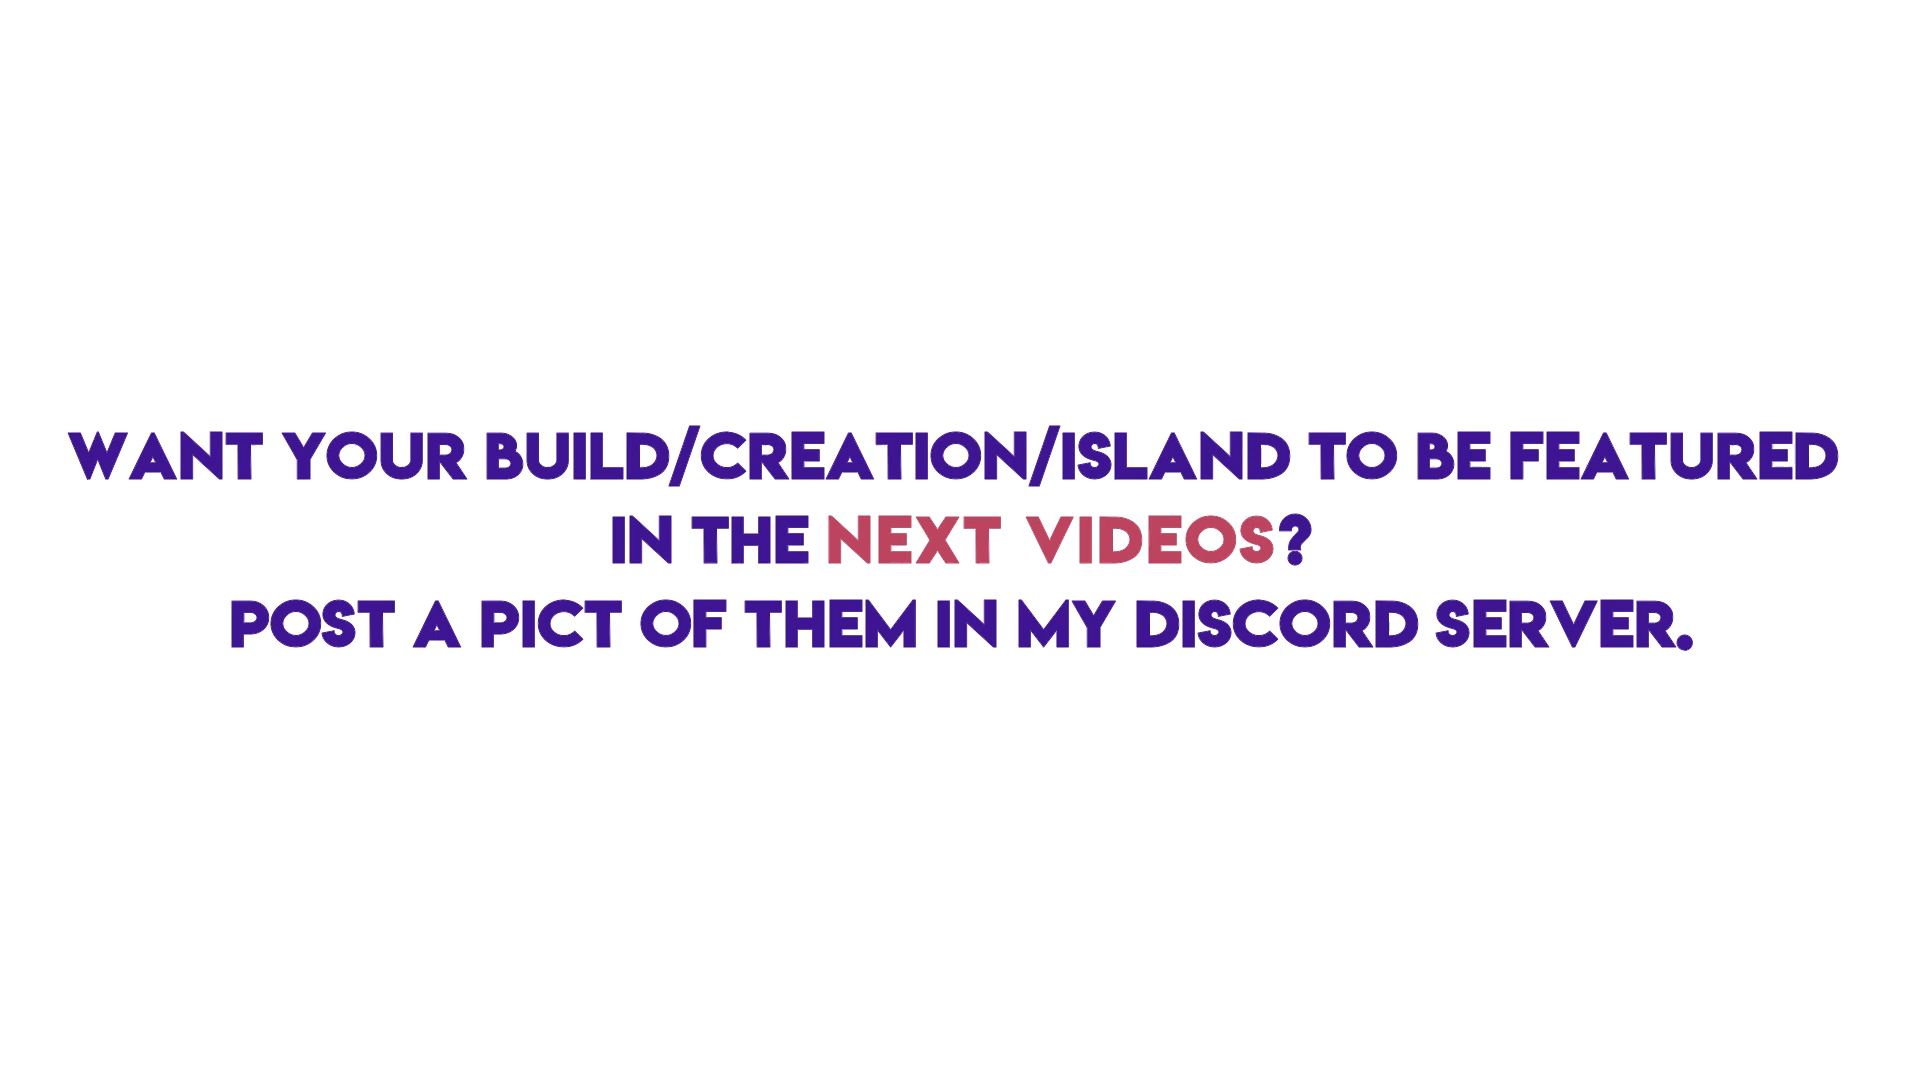 WANT YOUR BUILD/CREATION/ISLAND TO BE FEATURED
IN THE NEXT VIDEOS?
POST A PICT OF THEM IN MY DISCORD SERVER.